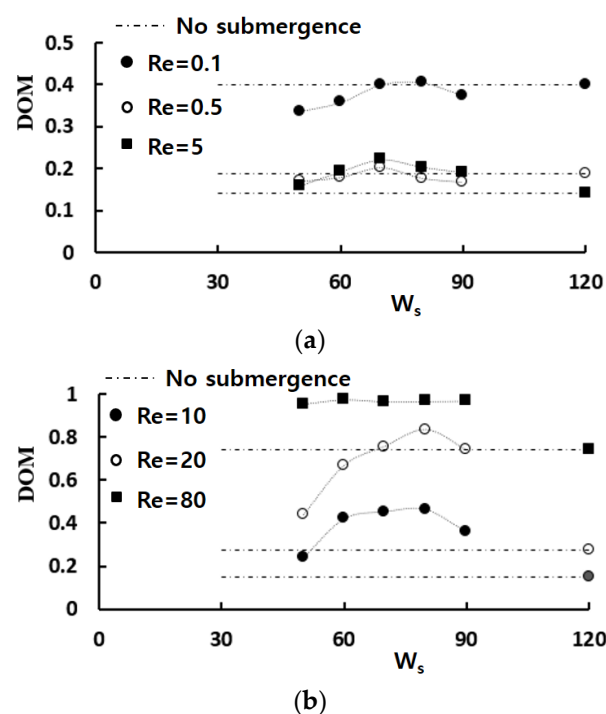 No submergence
Re=0.1
Re=0.5
Re=5
DOM
0.5
0.4
0.3
0.2
0.1
0
0 30 60 90 120
Ws
(a)
No submergence
Re=10
Re=20
Re=80
DOM
1
0.8
0.6
0.4
0.2
0
0 30 60 90 120
Ws
(b)